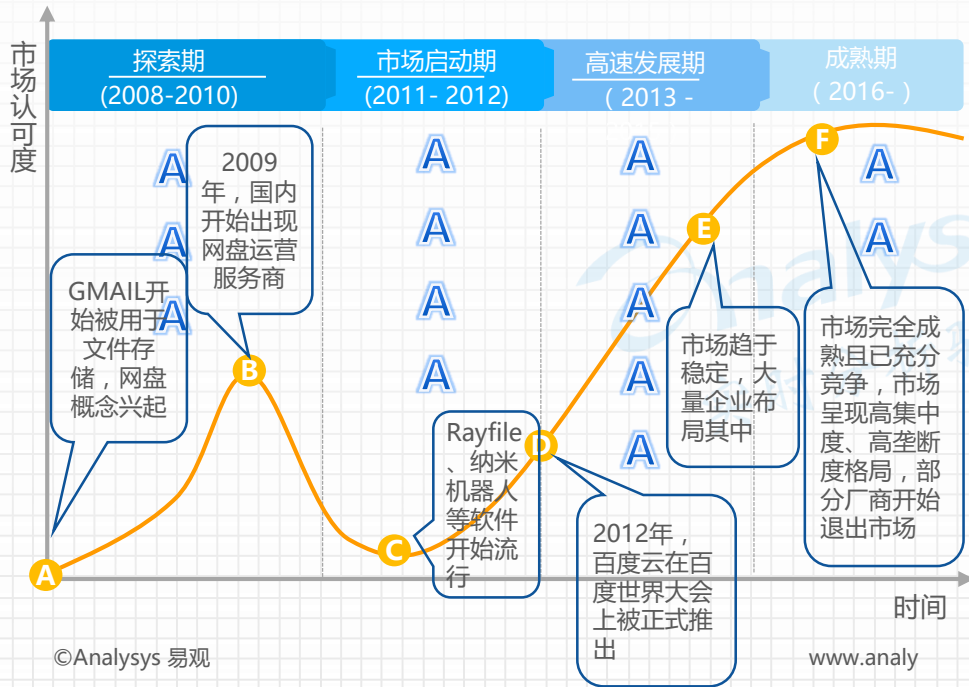 市场认可度
探索期
(2008-2010)
市场启动期
(2011- 2012)
高速发展期
( 2013 -
成熟期
( 2016- )
A
A
A
A
A
A
A
A
A
A
A
A
A
A
2009
年，国内
开始出现
网盘运营
服务商
GMAIL开
始被用于
文件存
储，网盘
概念兴起
Rayfile
、纳米
机器人
等软件
开始流
行
2012年，
百度云在百
度世界大会
上被正式推
出
市场趋于
稳定，大
量企业布
局其中
市场完全成
熟且已充分
竞争，市场
呈现高集中
度、高垄断
度格局，部
分厂商开始
退出市场
A
B
C
D
E
F
nalys
时间
©Analysys 易观
www.analy